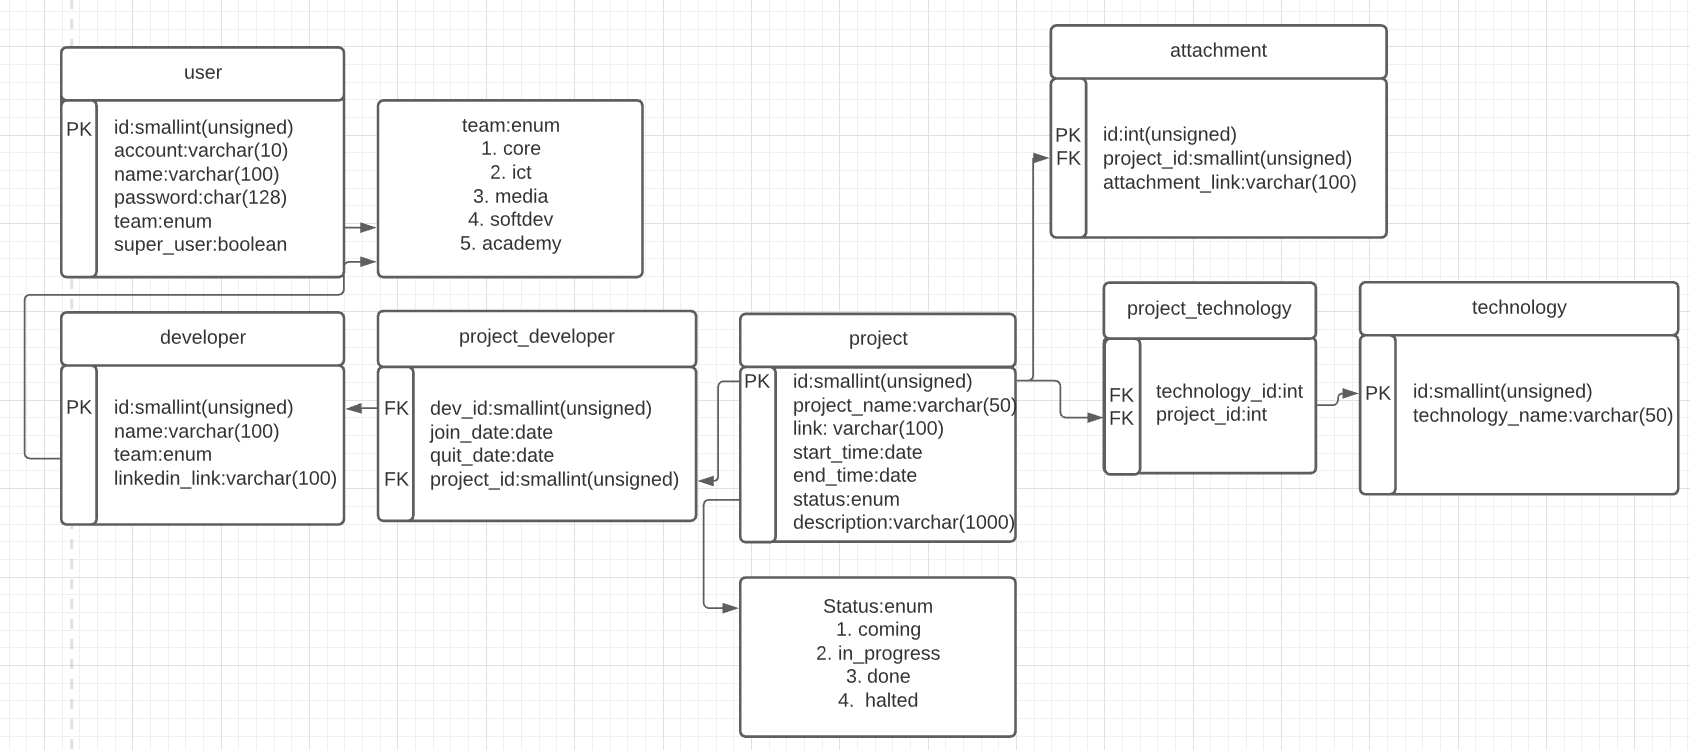 user
PK
id:smallint(unsigned)
account:varchar(10)
name:varchar(100)
password:char(128)
team:enum
super_user:boolean
team:enum
1. core
2. ict
3. media
4. softdev
5. academy
attachment
PK
FK
id:int(unsigned)
project_id:smallint(unsigned)
attachment_link:varchar(100)
developer
PK
id:smallint(unsigned)
name:varchar(100)
team:enum
linkedin_link:varchar(100)
project_developer
FK
FK
dev_id:smallint(unsigned)
join_date:date
quit_date:date
project_id:smallint(unsigned)
project
PK
id:smallint(unsigned)
project_name:varchar(50)
link: varchar(100)
start_time:date
end_time:date
status:enum
description:varchar(1000)
project_technology
FK
FK
technology_id:int
project_id:int
technology
PK
id:smallint(unsigned)
technology_name:varchar(50)
Status:enum
1. coming
2. in_progress
3. done
4. halted